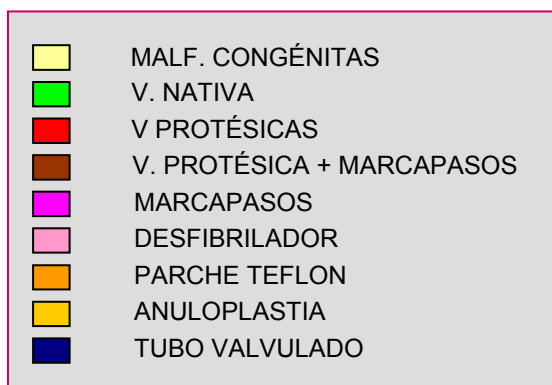 MALF. CONGÉNITAS
V. NATIVA
V PROTÉSICAS
V. PROTÉSICA + MARCAPASOS
MARCAPASOS
DESFIBRILADOR
PARCHE TEFLON
ANULOPLASTIA
TUBO VALVULADO